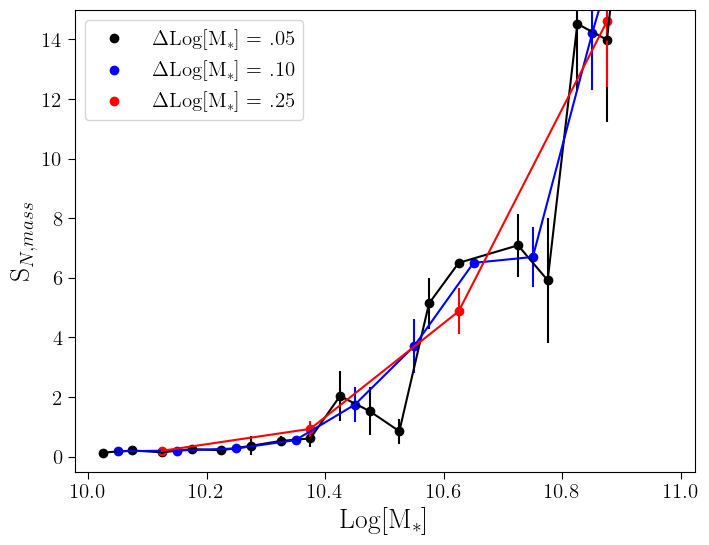 ΔLog[M*] = .05
ΔLog[M*] = .10
ΔLog[M*] = .25
S_{N,mass}
14
12
10
8
6
4
2
0
10.0 10.2 10.4 10.6 10.8 11.0
Log[M*]